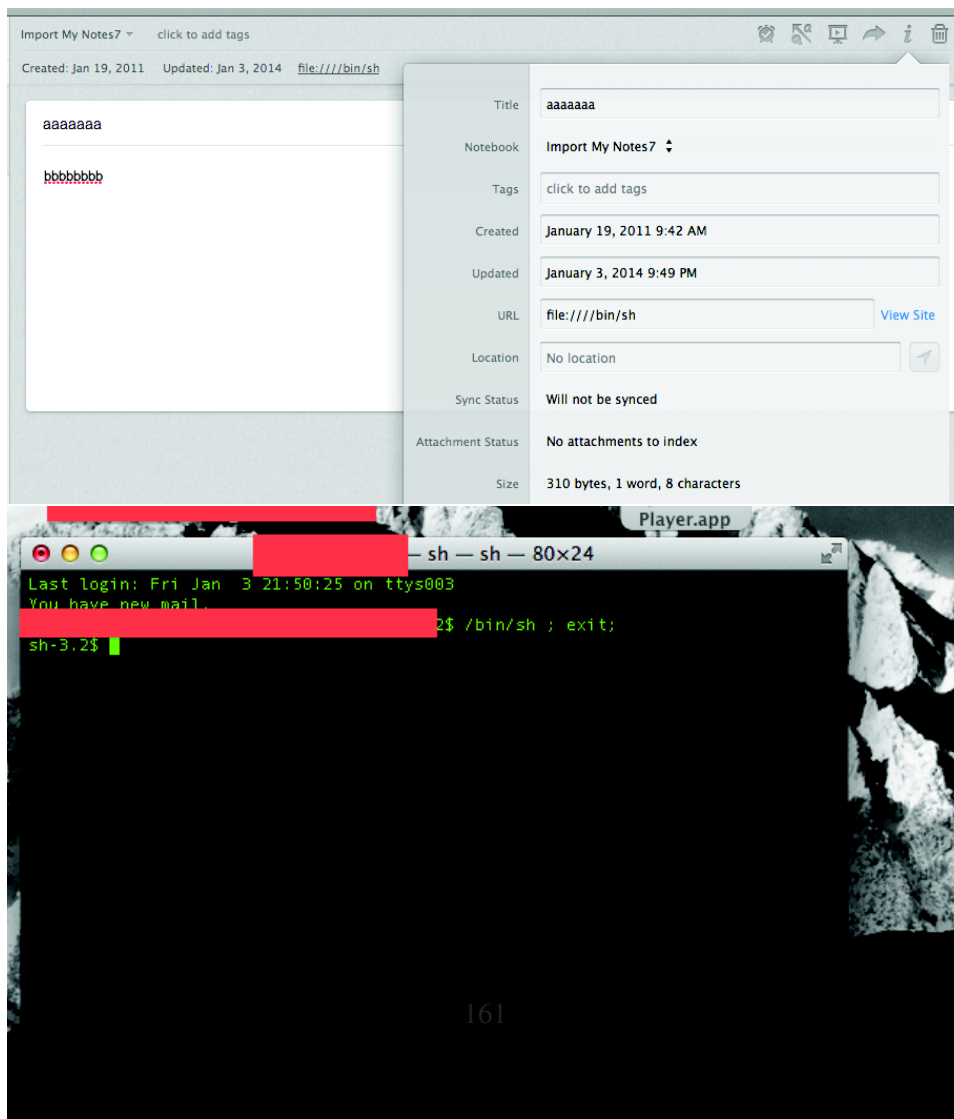 Import My Notes7 click to add tags
Created: Jan 19, 2011 Updated: Jan 3, 2014 file:////bin/sh
aaaaaaa
bbbbbbbb
Title aaaaaaa
Notebook Import My Notes7
Tags click to add tags
Created January 19, 2011 9:42 AM
Updated January 3, 2014 9:49 PM
URL file:////bin/sh View Site
Location No location
Sync Status Will not be synced
Attachment Status No attachments to index
Size 310 bytes, 1 word, 8 characters
Player.app
— sh — sh — 80×24
Last login: Fri Jan  3 21:50:25 on ttys003
You have new mail.
2$ /bin/sh ; exit;
sh-3.2$
161